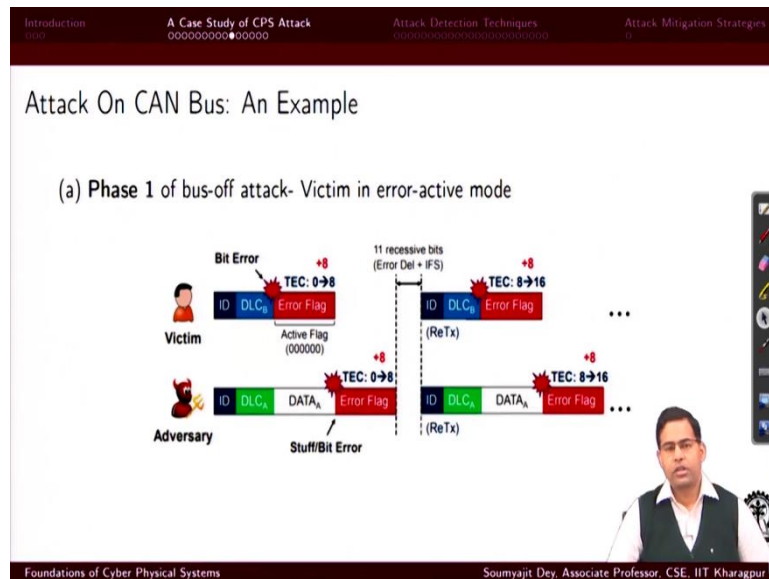 Introduction
A Case Study of CPS Attack
Attack Detection Techniques
Attack Mitigation Strategies
Attack On CAN Bus: An Example
(a) Phase 1 of bus-off attack- Victim in error-active mode
11 recessive bits
(Error Del + IFS)
Bit Error
+8
TEC: 0→8
+8
TEC: 8→16
ID DLCB Error Flag
ID DLCB Error Flag
...
Victim
Active Flag
(000000)
(ReTx)
+8
TEC: 0→8
+8
TEC: 8→16
ID DLCA DATAA Error Flag
ID DLCA DATAA Error Flag
...
Adversary
Stuff/Bit Error
(ReTx)
Foundations of Cyber Physical Systems
Soumyajit Dey, Associate Professor, CSE, IIT Kharagpur